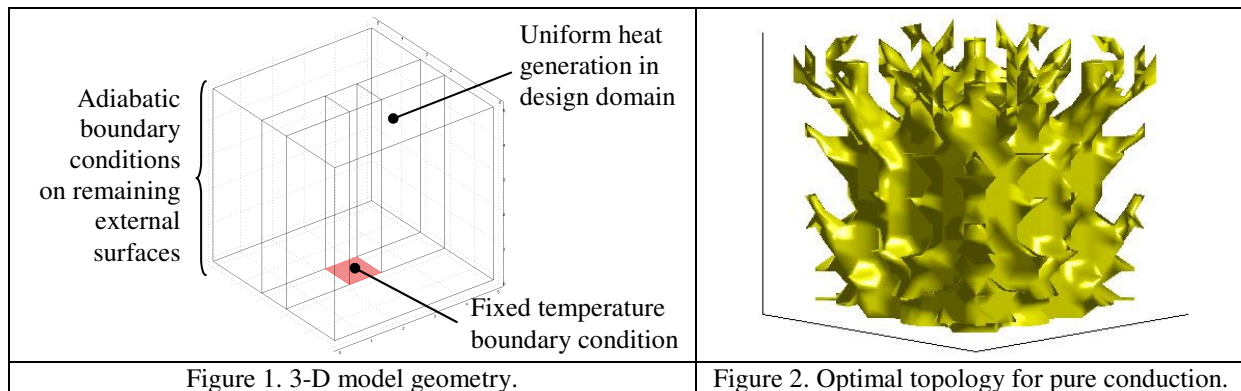 Uniform heat
generation in
design domain
Adiabatic
boundary
conditions
on remaining
external
surfaces
Fixed temperature
boundary condition
Figure 1. 3-D model geometry.
Figure 2. Optimal topology for pure conduction.